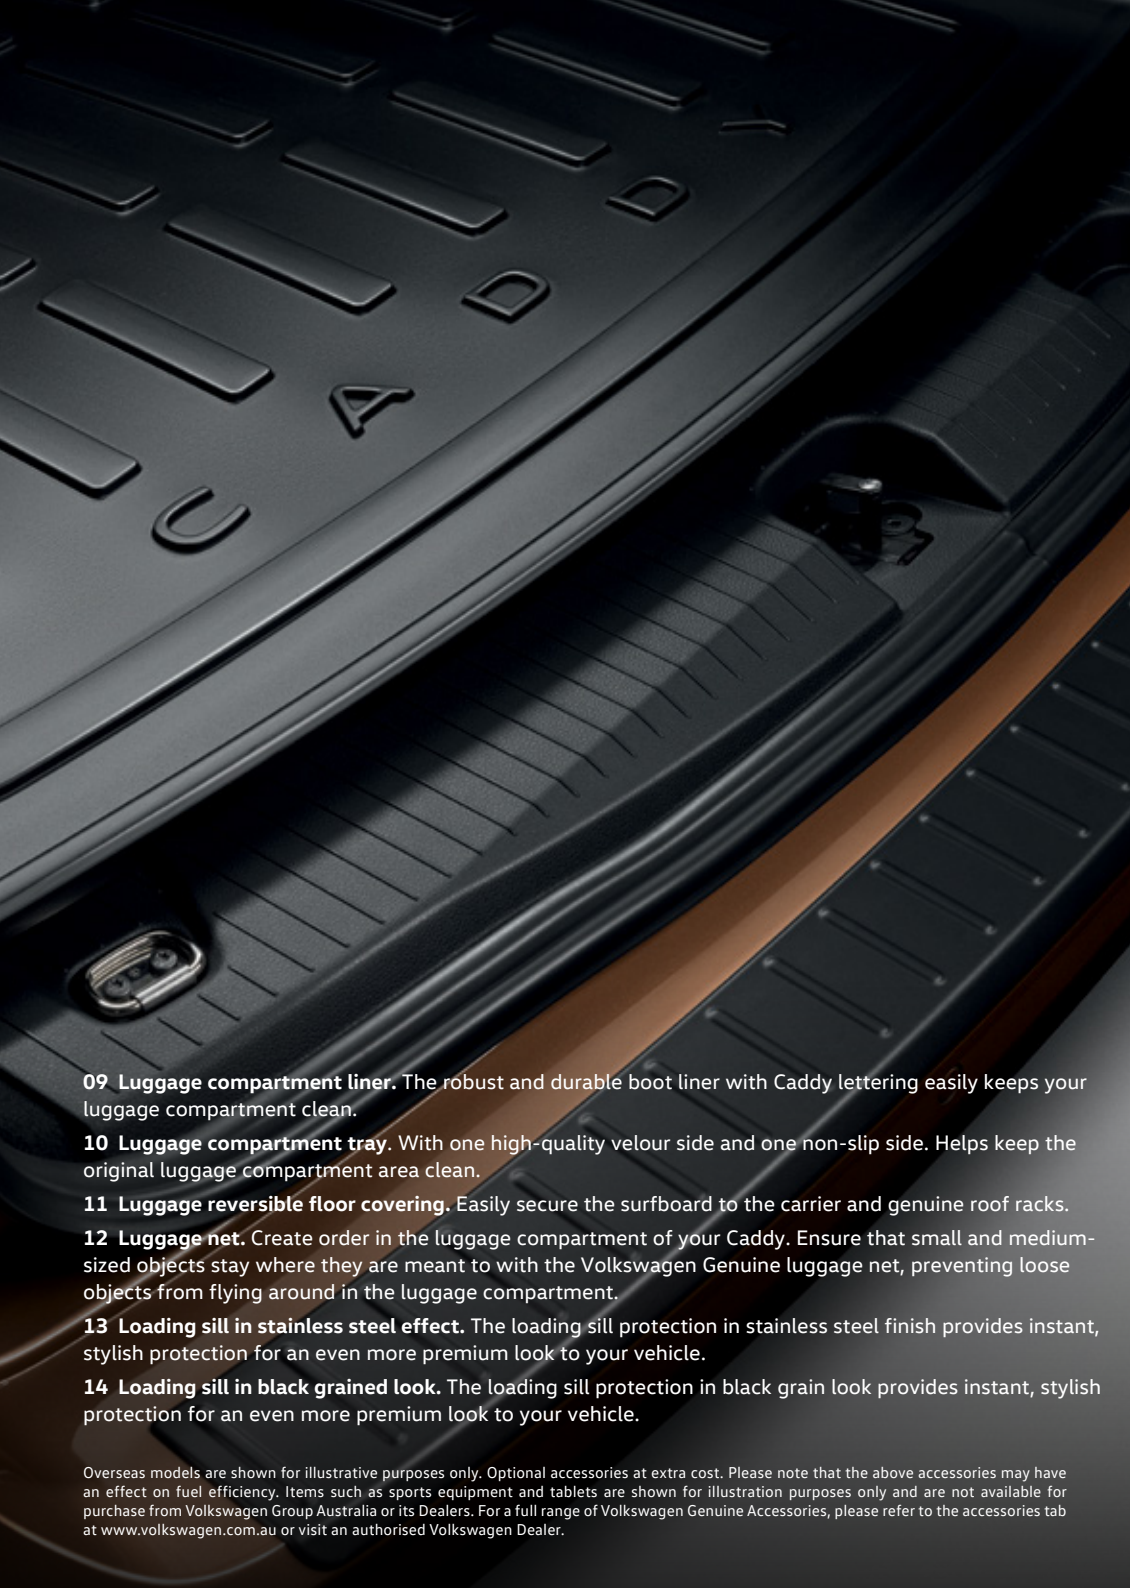 CADDY
09 Luggage compartment liner. The robust and durable boot liner with Caddy lettering easily keeps your
luggage compartment clean.
10 Luggage compartment tray. With one high-quality velour side and one non-slip side. Helps keep the
original luggage compartment area clean.
11 Luggage reversible floor covering. Easily secure the surfboard to the carrier and genuine roof racks.
12 Luggage net. Create order in the luggage compartment of your Caddy. Ensure that small and medium-
sized objects stay where they are meant to with the Volkswagen Genuine luggage net, preventing loose
objects from flying around in the luggage compartment.
13 Loading sill in stainless steel effect. The loading sill protection in stainless steel finish provides instant,
stylish protection for an even more premium look to your vehicle.
14 Loading sill in black grained look. The loading sill protection in black grain look provides instant, stylish
protection for an even more premium look to your vehicle.
Overseas models are shown for illustrative purposes only. Optional accessories at extra cost. Please note that the above accessories may have
an effect on fuel efficiency. Items such as sports equipment and tablets are shown for illustration purposes only and are not available for
purchase from Volkswagen Group Australia or its Dealers. For a full range of Volkswagen Genuine Accessories, please refer to the accessories tab
at www.volkswagen.com.au or visit an authorised Volkswagen Dealer.